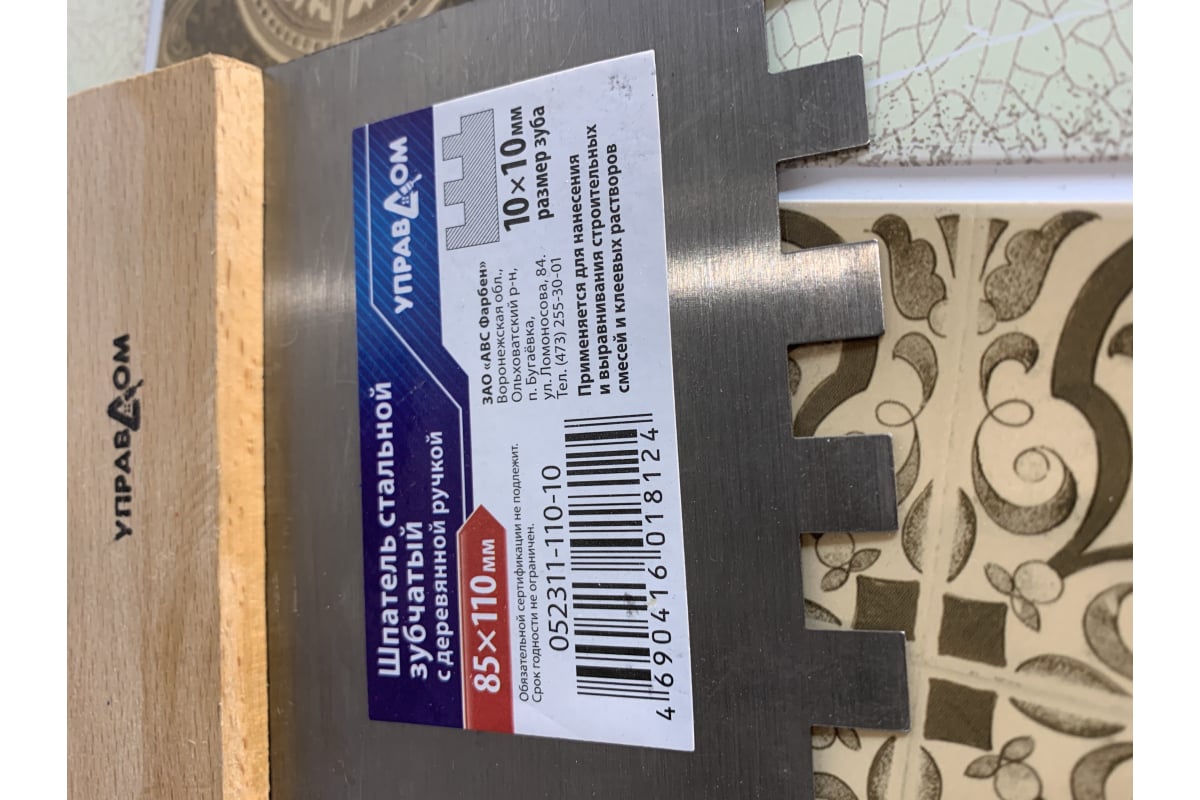 УПРАВДОМ
Шпатель стальной
зубчатый
с деревянной ручкой
УПРАВДОМ
85×110 мм
10×10 мм
размер зуба
Обязательной сертификации не подлежит.
Срок годности не ограничен.
052311-110-10
4 690416 018124
ЗАО «АВС Фарбен»
Воронежская обл.,
Ольховатский р-н,
п. Бугаёвка,
ул. Ломоносова, 84.
Тел. (473) 255-30-01
Применяется для нанесения
и выравнивания строительных
смесей и клеевых растворов